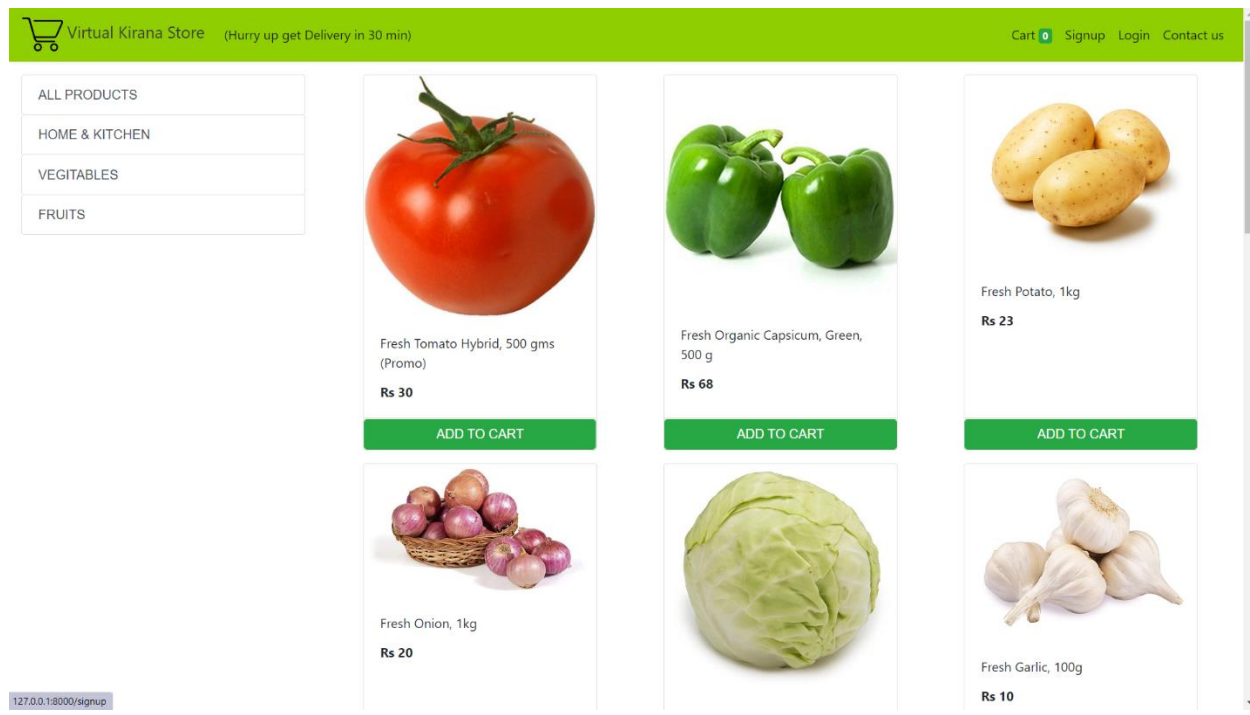 Virtual Kirana Store (Hurry up get Delivery in 30 min) Cart 0 Signup Login Contact us
ALL PRODUCTS
HOME & KITCHEN
VEGITABLES
FRUITS
Fresh Tomato Hybrid, 500 gms
(Promo)
Rs 30
ADD TO CART
Fresh Organic Capsicum, Green,
500 g
Rs 68
ADD TO CART
Fresh Potato, 1kg
Rs 23
ADD TO CART
Fresh Onion, 1kg
Rs 20
Fresh Garlic, 100g
Rs 10
127.0.0.1:8000/signup